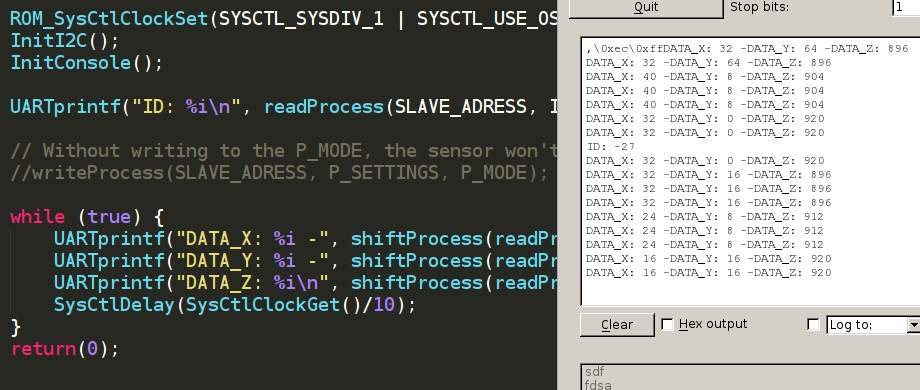 ROM_SysCtlClockSet(SYSCTL_SYSDIV_1 | SYSCTL_USE_OS
InitI2C();
InitConsole();
UARTprintf("ID: %i\n", readProcess(SLAVE_ADRESS, I
// Without writing to the P_MODE, the sensor won't
//writeProcess(SLAVE_ADRESS, P_SETTINGS, P_MODE);
while (true) {
UARTprintf("DATA_X: %i -", shiftProcess(readPr
UARTprintf("DATA_Y: %i -", shiftProcess(readPr
UARTprintf("DATA_Z: %i\n", shiftProcess(readPr
SysCtlDelay(SysCtlClockGet()/10);
}
return(0);
Quit
Stop bits:
1
,\0xec\0xffDATA_X: 32 -DATA_Y: 64 -DATA_Z: 896
DATA_X: 32 -DATA_Y: 64 -DATA_Z: 896
DATA_X: 40 -DATA_Y: 8 -DATA_Z: 904
DATA_X: 40 -DATA_Y: 8 -DATA_Z: 904
DATA_X: 40 -DATA_Y: 8 -DATA_Z: 904
DATA_X: 32 -DATA_Y: 0 -DATA_Z: 920
DATA_X: 32 -DATA_Y: 0 -DATA_Z: 920
ID: -27
DATA_X: 32 -DATA_Y: 0 -DATA_Z: 920
DATA_X: 32 -DATA_Y: 16 -DATA_Z: 896
DATA_X: 32 -DATA_Y: 16 -DATA_Z: 896
DATA_X: 32 -DATA_Y: 16 -DATA_Z: 896
DATA_X: 24 -DATA_Y: 8 -DATA_Z: 912
DATA_X: 24 -DATA_Y: 8 -DATA_Z: 912
DATA_X: 24 -DATA_Y: 8 -DATA_Z: 912
DATA_X: 16 -DATA_Y: 16 -DATA_Z: 920
DATA_X: 16 -DATA_Y: 16 -DATA_Z: 920
Clear
Hex output
Log to:
sdf
fdsa